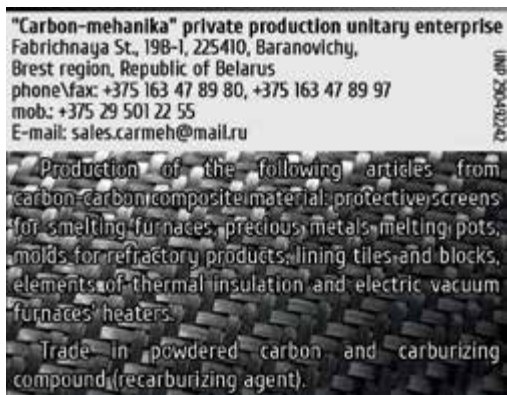 "Carbon-mehanika" private production unitary enterprise
Fabrichnaya St., 19B-1, 225410, Baranovichy,
Brest region, Republic of Belarus
phone\fax: +375 163 47 89 80, +375 163 47 89 97
mob.: +375 29 501 22 55
E-mail: sales.carmeh@mail.ru
UNP 290492242
Production of the following articles from
carbon-carbon composite material: protective screens
for smelting furnaces, precious metals melting pots,
molds for refractory products, lining tiles and blocks,
elements of thermal insulation and electric vacuum
furnaces' heaters.
Trade in powdered carbon and carburizing
compound (recarburizing agent).